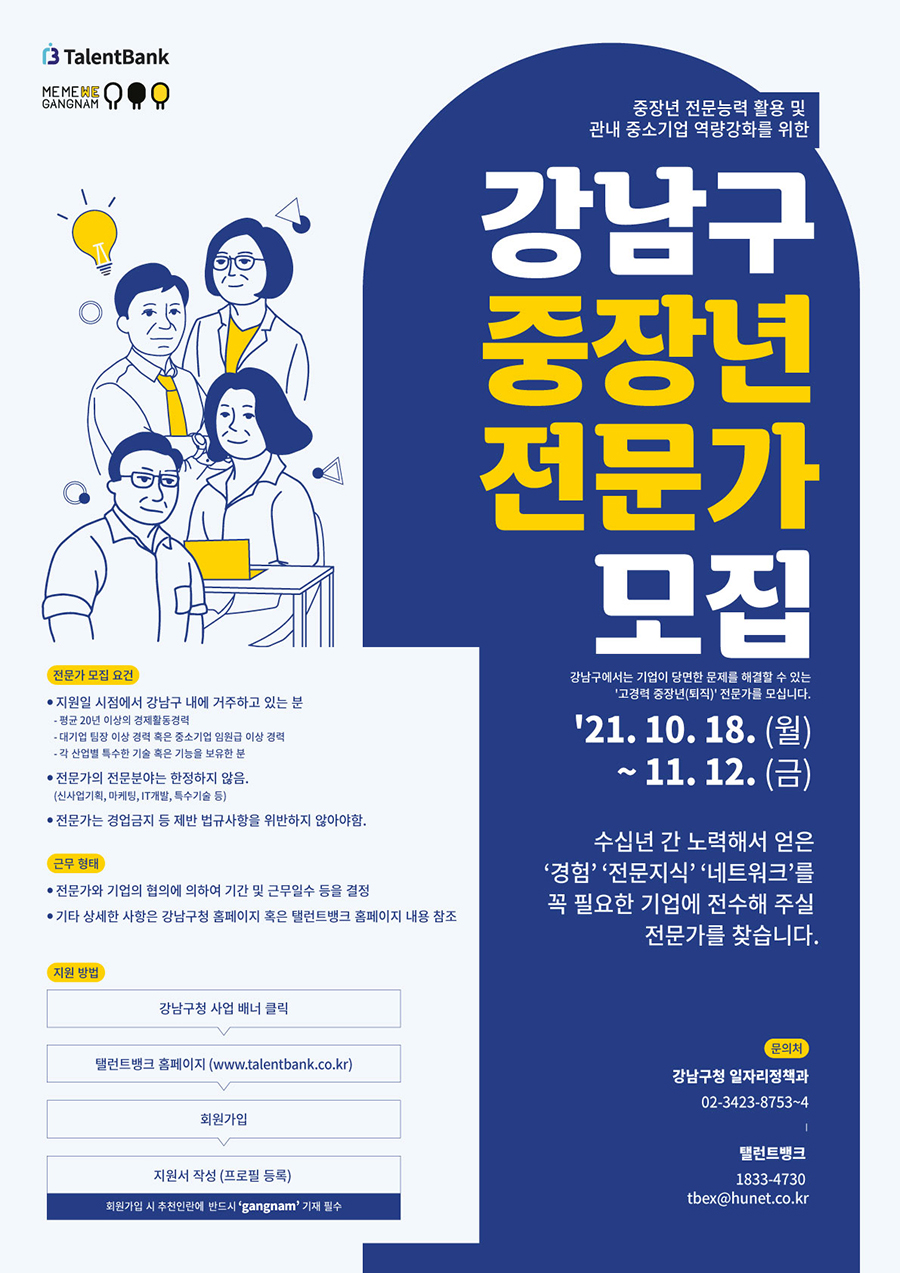 TalentBank
MEMEWE
GANGNAM
중장년 전문능력 활용 및
관내 중소기업 역량강화를 위한
강남구
중장년
전문가
모집
강남구에서는 기업이 당면한 문제를 해결할 수 있는
'고경력 중장년(퇴직)' 전문가를 모십니다.
'21. 10. 18. (월)
~ 11. 12. (금)
수십년 간 노력해서 얻은
‘경험’ ‘전문지식’ ‘네트워크’를
꼭 필요한 기업에 전수해 주실
전문가를 찾습니다.
전문가 모집 요건
• 지원일 시점에서 강남구 내에 거주하고 있는 분
- 평균 20년 이상의 경제활동경력
- 대기업 팀장 이상 경력 혹은 중소기업 임원급 이상 경력
- 각 산업별 특수한 기술 혹은 기능을 보유한 분
• 전문가의 전문분야는 한정하지 않음.
(신사업기획, 마케팅, IT개발, 특수기술 등)
• 전문가는 경업금지 등 제반 법규사항을 위반하지 않아야함.
근무 형태
• 전문가와 기업의 협의에 의하여 기간 및 근무일수 등을 결정
• 기타 상세한 사항은 강남구청 홈페이지 혹은 탤런트뱅크 홈페이지 내용 참조
지원 방법
강남구청 사업 배너 클릭
탤런트뱅크 홈페이지 (www.talentbank.co.kr)
회원가입
지원서 작성 (프로필 등록)
회원가입 시 추천인란에 반드시 ‘gangnam’ 기재 필수
문의처
강남구청 일자리정책과
02-3423-8753~4
탤런트뱅크
1833-4730
tbex@hunet.co.kr